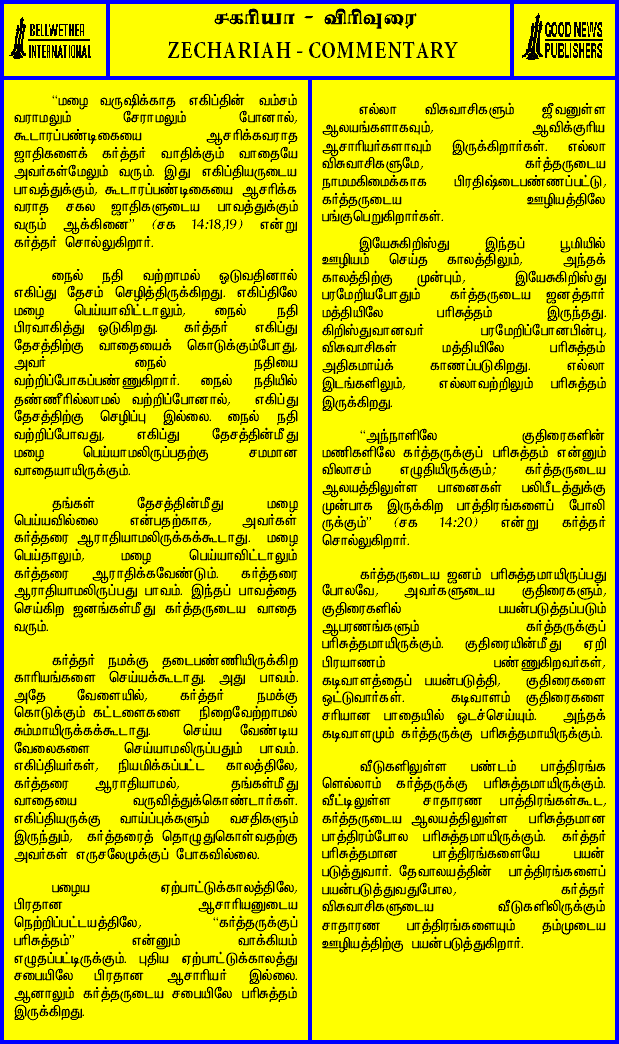 BELLWETHER
INTERNATIONAL
சகரியா - விரிவுரை
ZECHARIAH - COMMENTARY
GOOD NEWS
PUBLISHERS
“மழை வருஷிக்காத எகிப்தின் வம்சம்
வராமலும் சேராமலும் போனால்,
கூடாரப்பண்டிகையை ஆசரிக்கவராத
ஜாதிகளைக் கர்த்தர் வாதிக்கும் வாதையே
அவர்கள்மேலும் வரும். இது எகிப்தியருடைய
பாவத்துக்கும், கூடாரப்பண்டிகையை ஆசரிக்க
வராத சகல ஜாதிகளுடைய பாவத்துக்கும்
வரும் ஆக்கினை” (சக 14:18,19) என்று
கர்த்தர் சொல்லுகிறார்.
நைல் நதி வற்றாமல் ஓடுவதினால்
எகிப்து தேசம் செழித்திருக்கிறது. எகிப்திலே
மழை பெய்யாவிட்டாலும், நைல் நதி
பிரவாகித்து ஓடுகிறது. கர்த்தர் எகிப்து
தேசத்திற்கு வாதையைக் கொடுக்கும்போது,
அவர் நைல் நதியை
வற்றிப்போகப்பண்ணுகிறார். நைல் நதியில்
தண்ணீரில்லாமல் வற்றிப்போனால், எகிப்து
தேசத்திற்கு செழிப்பு இல்லை. நைல் நதி
வற்றிப்போவது, எகிப்து தேசத்தின்மீது
மழை பெய்யாமலிருப்பதற்கு சமமான
வாதையாயிருக்கும்.
தங்கள் தேசத்தின்மீது மழை
பெய்யவில்லை என்பதற்காக, அவர்கள்
கர்த்தரை ஆராதியாமலிருக்கக்கூடாது. மழை
பெய்தாலும், மழை பெய்யாவிட்டாலும்
கர்த்தரை ஆராதிக்கவேண்டும். கர்த்தரை
ஆராதியாமலிருப்பது பாவம். இந்தப் பாவத்தை
செய்கிற ஜனங்கள்மீது கர்த்தருடைய வாதை
வரும்.
கர்த்தர் நமக்கு தடைபண்ணியிருக்கிற
காரியங்களை செய்யக்கூடாது. அது பாவம்.
அதே வேளையில், கர்த்தர் நமக்கு
கொடுக்கும் கட்டளைகளை நிறைவேற்றாமல்
சும்மாயிருக்கக்கூடாது. செய்ய வேண்டிய
வேலைகளை செய்யாமலிருப்பதும் பாவம்.
எகிப்தியர்கள், நியமிக்கப்பட்ட காலத்திலே,
கர்த்தரை ஆராதியாமல், தங்கள்மீது
வாதையை வருவித்துக்கொண்டார்கள்.
எகிப்தியருக்கு வாய்ப்புக்களும் வசதிகளும்
இருந்தும், கர்த்தரைத் தொழுதுகொள்வதற்கு
அவர்கள் எருசலேமுக்குப் போகவில்லை.
பழைய ஏற்பாட்டுக்காலத்திலே,
பிரதான ஆசாரியனுடைய
நெற்றிப்பட்டயத்திலே, “கர்த்தருக்குப்
பரிசுத்தம்” என்னும் வாக்கியம்
எழுதப்பட்டிருக்கும். புதிய ஏற்பாட்டுக்காலத்து
சபையிலே பிரதான ஆசாரியர் இல்லை.
ஆனாலும் கர்த்தருடைய சபையிலே பரிசுத்தம்
இருக்கிறது.
எல்லா விசுவாசிகளும் ஜீவனுள்ள
ஆலயங்களாகவும், ஆவிக்குரிய
ஆசாரியர்களாவும் இருக்கிறார்கள். எல்லா
விசுவாசிகளுமே, கர்த்தருடைய
நாமமகிமைக்காக பிரதிஷ்டைபண்ணப்பட்டு,
கர்த்தருடைய ஊழியத்திலே
பங்குபெறுகிறார்கள்.
இயேசுகிறிஸ்து இந்தப் பூமியில்
ஊழியம் செய்த காலத்திலும், அந்தக்
காலத்திற்கு முன்பும், இயேசுகிறிஸ்து
பரமேறியபோதும் கர்த்தருடைய ஜனத்தார்
மத்தியிலே பரிசுத்தம் இருந்தது.
கிறிஸ்துவானவர் பரமேறிப்போனபின்பு,
விசுவாசிகள் மத்தியிலே பரிசுத்தம்
அதிகமாய்க் காணப்படுகிறது. எல்லா
இடங்களிலும், எல்லாவற்றிலும் பரிசுத்தம்
இருக்கிறது.
“அந்நாளிலே குதிரைகளின்
மணிகளிலே கர்த்தருக்குப் பரிசுத்தம் என்னும்
விலாசம் எழுதியிருக்கும்; கர்த்தருடைய
ஆலயத்திலுள்ள பானைகள் பலிபீடத்துக்கு
முன்பாக இருக்கிற பாத்திரங்களைப் போலி
ருக்கும்” (சக 14:20) என்று கர்த்தர்
சொல்லுகிறார்.
கர்த்தருடைய ஜனம் பரிசுத்தமாயிருப்பது
போலவே, அவர்களுடைய குதிரைகளும்,
குதிரைகளில் பயன்படுத்தப்படும்
ஆபரணங்களும் கர்த்தருக்குப்
பரிசுத்தமாயிருக்கும். குதிரையின்மீது ஏறி
பிரயாணம் பண்ணுகிறவர்கள்,
கடிவாளத்தைப் பயன்படுத்தி, குதிரைகளை
ஓட்டுவார்கள். கடிவாளம் குதிரைகளை
சரியான பாதையில் ஓடச்செய்யும். அந்தக்
கடிவாளமும் கர்த்தருக்கு பரிசுத்தமாயிருக்கும்.
வீடுகளிலுள்ள பண்டம் பாத்திரங்க
ளெல்லாம் கர்த்தருக்கு பரிசுத்தமாயிருக்கும்.
வீட்டிலுள்ள சாதாரண பாத்திரங்கள்கூட,
கர்த்தருடைய ஆலயத்திலுள்ள பரிசுத்தமான
பாத்திரம்போல பரிசுத்தமாயிருக்கும். கர்த்தர்
பரிசுத்தமான பாத்திரங்களையே பயன்
படுத்துவார். தேவாலயத்தின் பாத்திரங்களைப்
பயன்படுத்துவதுபோல, கர்த்தர்
விசுவாசிகளுடைய வீடுகளிலிருக்கும்
சாதாரண பாத்திரங்களையும் தம்முடைய
ஊழியத்திற்கு பயன்படுத்துகிறார்.